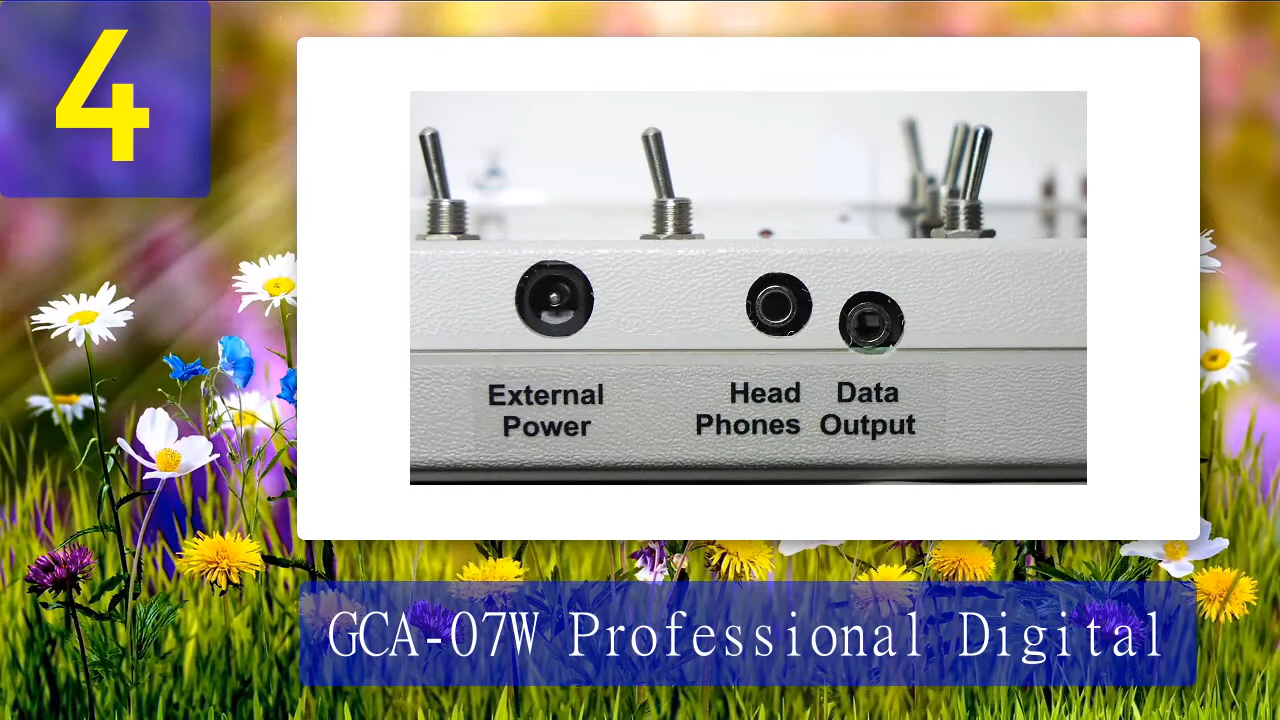 4
External
Power
Head
Phones
Data
Output
GCA-07W Professional Digital